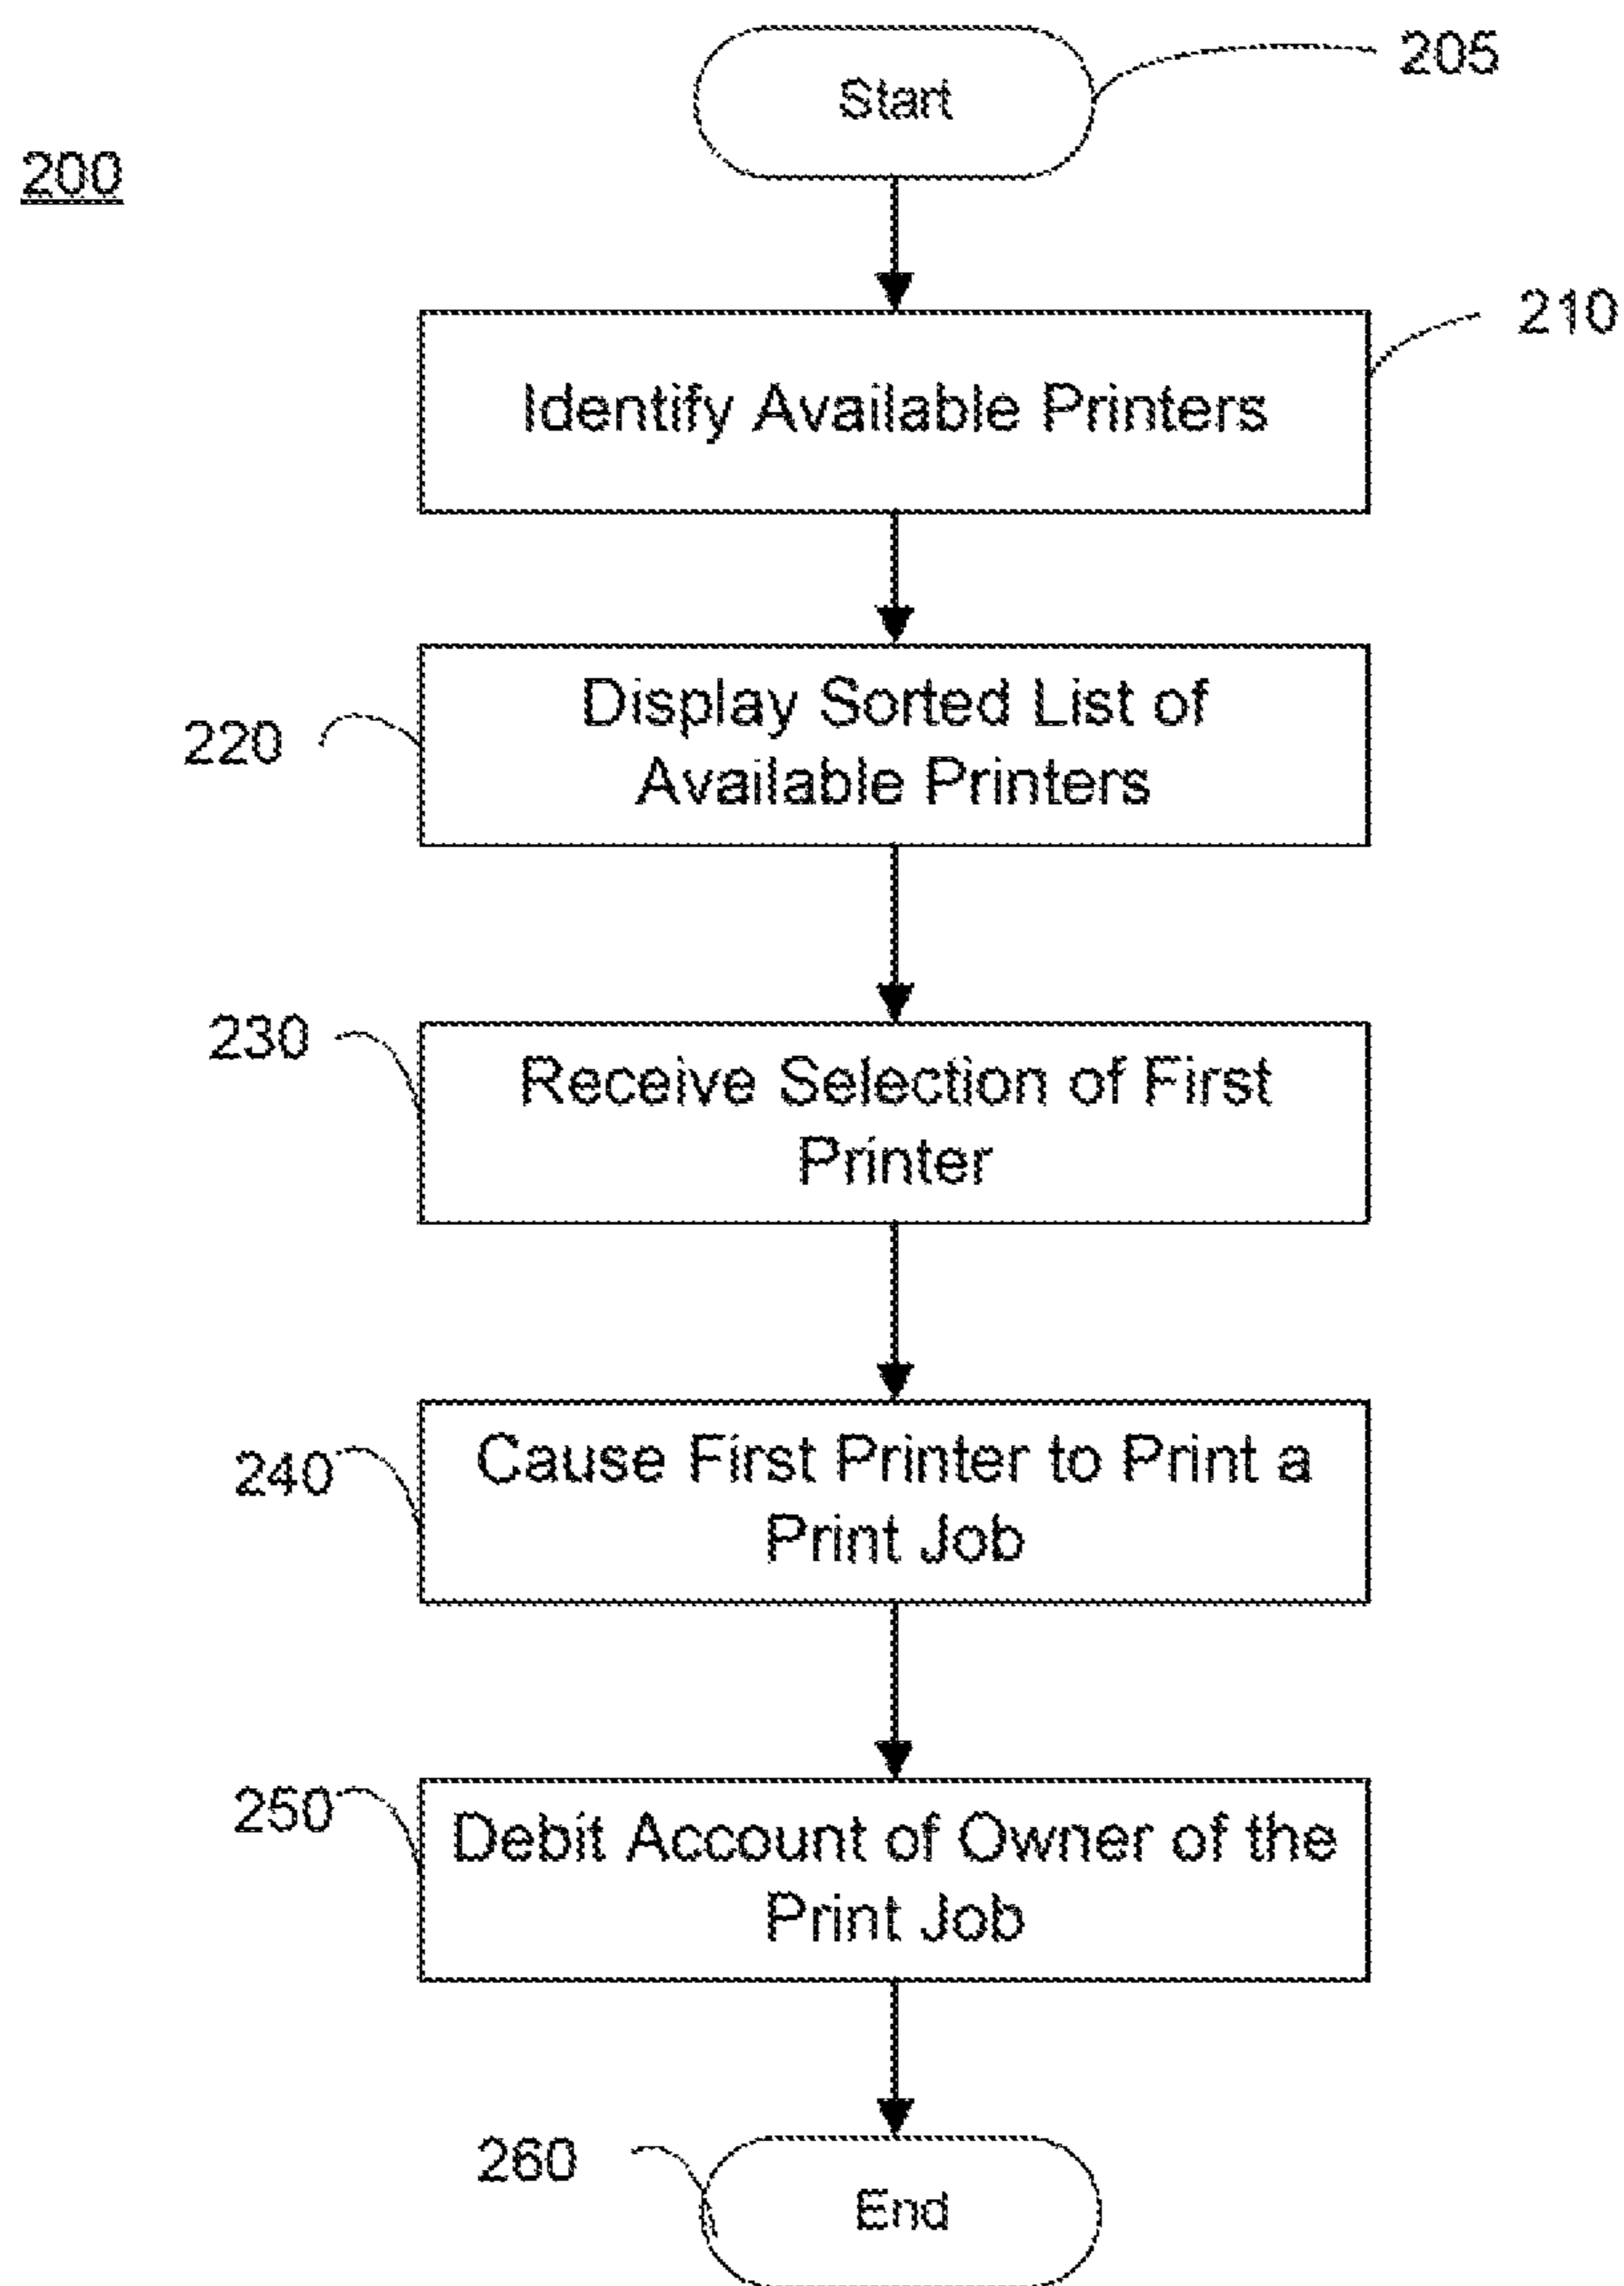 Start
205
200
Identify Available Printers
210
Display Sorted List of
Available Printers
220
230
Receive Selection of First
Printer
240
Cause First Printer to Print a
Print Job
250
Debit Account of Owner of the
Print Job
260
End